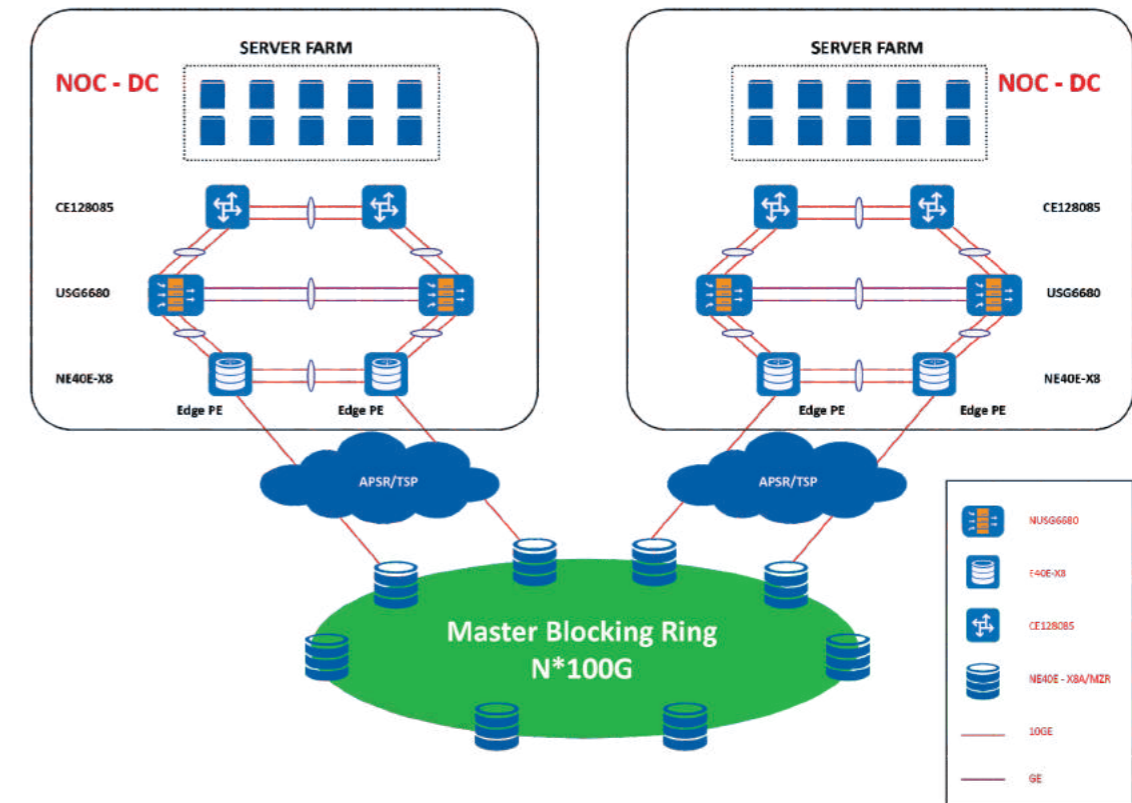 SERVER FARM
NOC - DC
CE128085
USG6680
NE40E-X8
Edge PE
Edge PE
SERVER FARM
NOC - DC
CE128085
USG6680
NE40E-X8
Edge PE
Edge PE
APSR/TSP
APSR/TSP
Master Blocking Ring
N*100G
NUSG6680
E40E-X8
CE128085
NE40E - X8A/MZR
10GE
GE